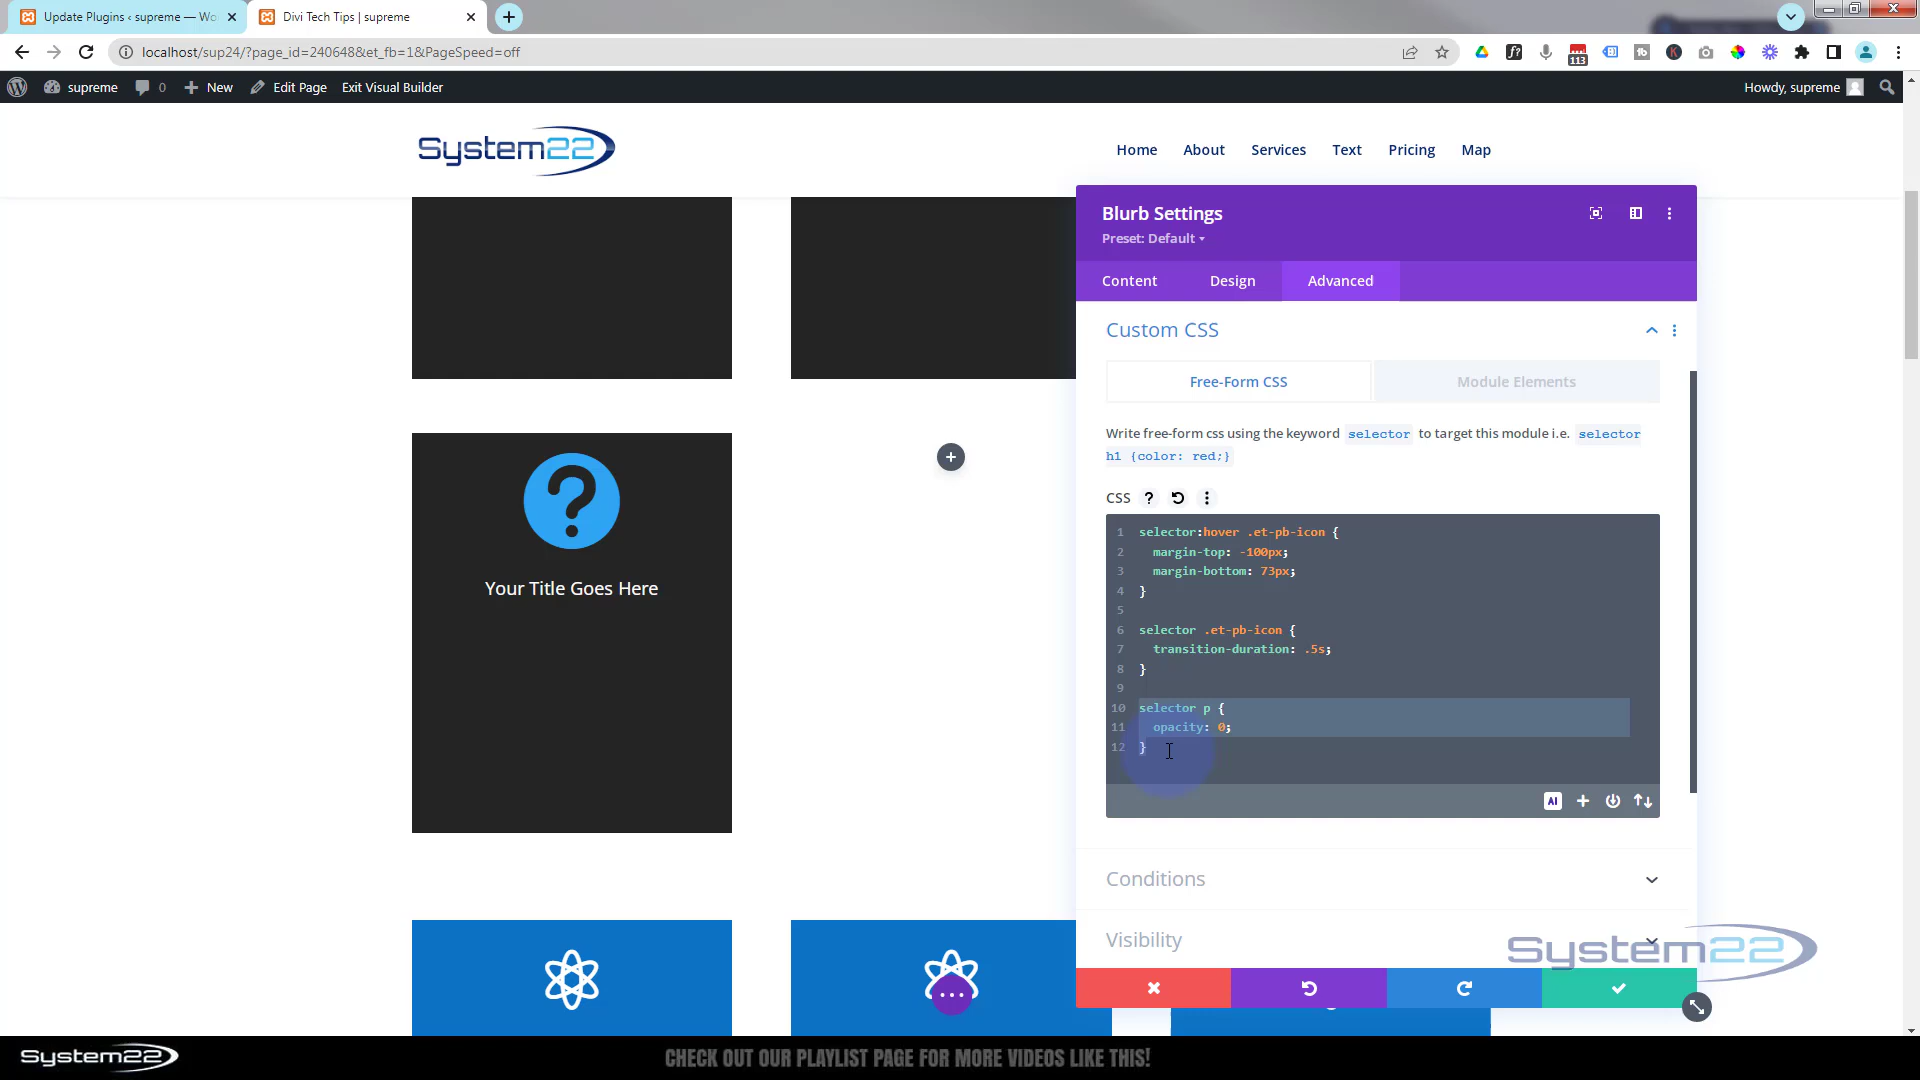 Update Plugins ‹ supreme — Wo
Divi Tech Tips | supreme
localhost/sup24/?page_id=240648&et_fb=1&PageSpeed=off
113
supreme 0 New Edit Page Exit Visual Builder Howdy, supreme
System22
Home About Services Text Pricing Map
Blurb Settings
Preset: Default
Content Design Advanced
Custom CSS
Free-Form CSS Module Elements
Write free-form css using the keyword selector to target this module i.e. selector
h1 {color: red;}
CSS ?
1 selector:hover .et-pb-icon {
2 margin-top: -100px;
3 margin-bottom: 73px;
4 }
5
6 selector .et-pb-icon {
7 transition-duration: .5s;
8 }
9
10 selector p {
11 opacity: 0;
12 }
AI
Your Title Goes Here
Conditions
Visibility
System22
System22
CHECK OUT OUR PLAYLIST PAGE FOR MORE VIDEOS LIKE THIS!